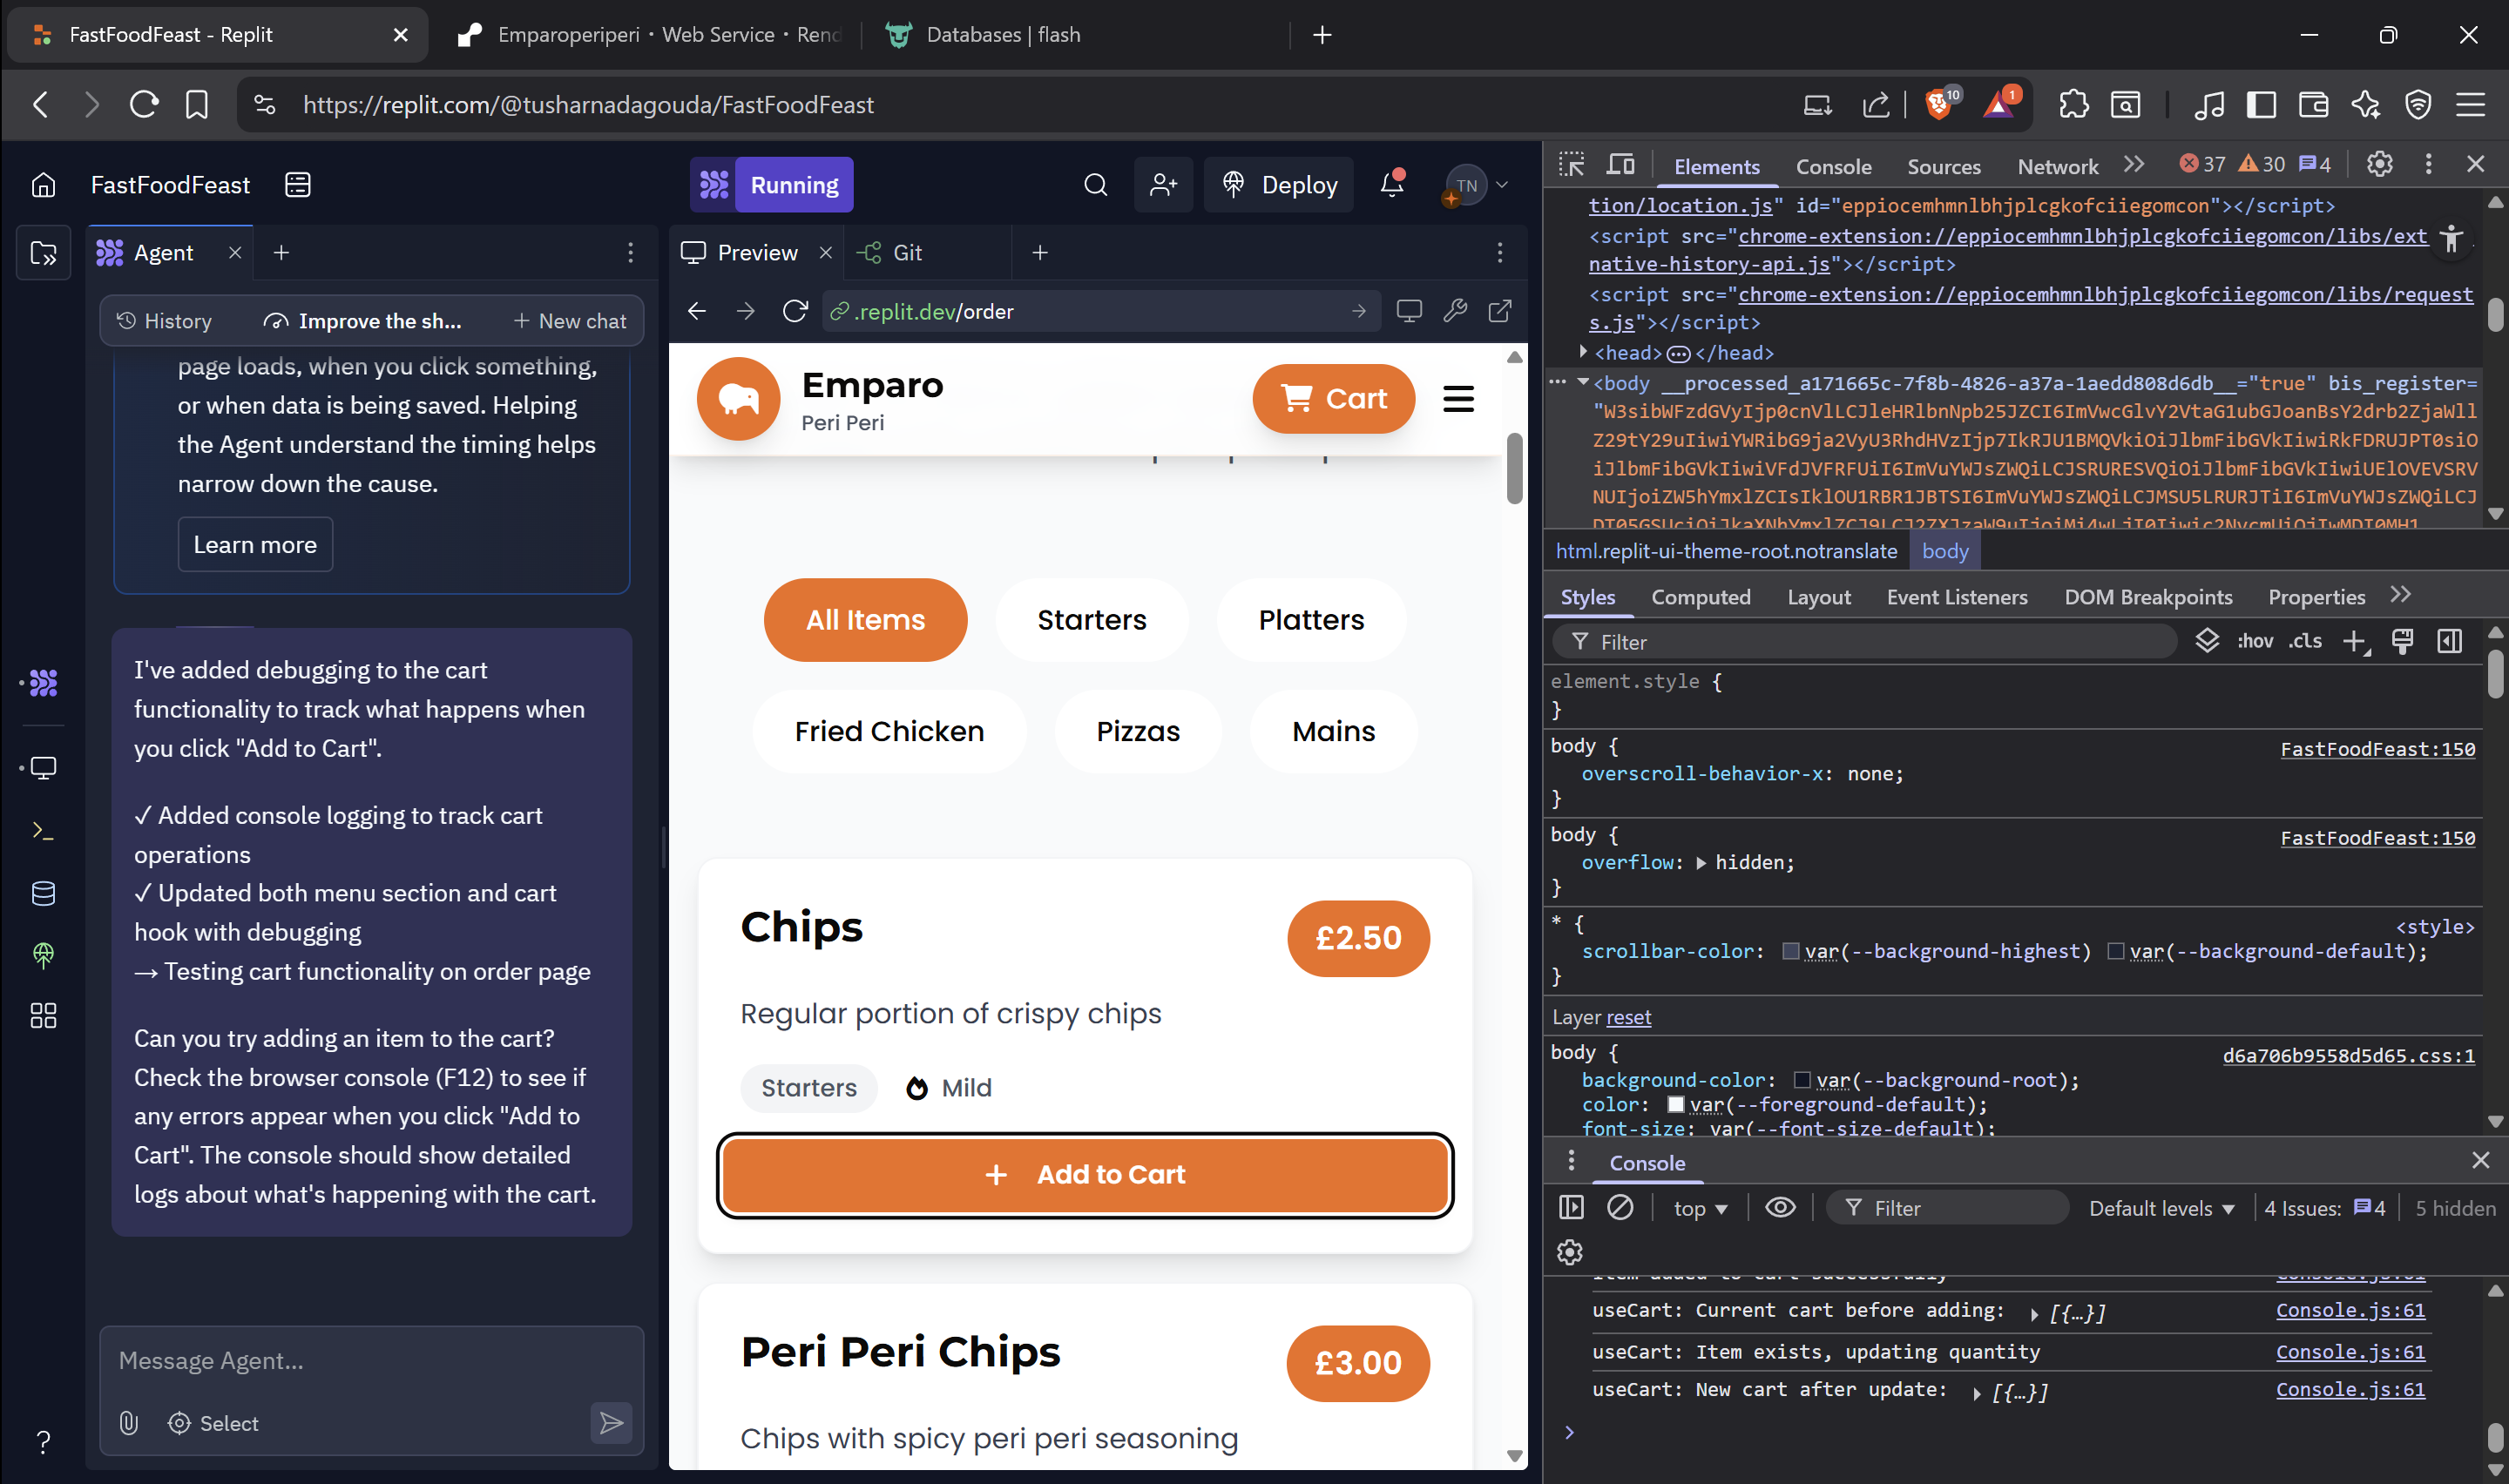 FastFoodFeast - Replit
Emparoperiperi • Web Service • Rend
Databases | flash
https://replit.com/@tusharnadagouda/FastFoodFeast
10
1
FastFoodFeast
Running
Deploy
TN
Agent
History
Improve the sh...
New chat
page loads, when you click something,
or when data is being saved. Helping
the Agent understand the timing helps
narrow down the cause.
Learn more
I've added debugging to the cart
functionality to track what happens when
you click "Add to Cart".
✓ Added console logging to track cart
operations
✓ Updated both menu section and cart
hook with debugging
→ Testing cart functionality on order page
Can you try adding an item to the cart?
Check the browser console (F12) to see if
any errors appear when you click "Add to
Cart". The console should show detailed
logs about what's happening with the cart.
Message Agent...
Select
Preview
Git
.replit.dev/order
Emparo
Peri Peri
Cart
All Items
Starters
Platters
Fried Chicken
Pizzas
Mains
Chips
£2.50
Regular portion of crispy chips
Starters
Mild
+ Add to Cart
Peri Peri Chips
£3.00
Chips with spicy peri peri seasoning
Elements
Console
Sources
Network
37
30
4
tion/location.js" id="eppiocemhmnlbhjplcgkofciiegomcon"></script>
<script src="chrome-extension://eppiocemhmnlbhjplcgkofciiegomcon/libs/ext
native-history-api.js"></script>
<script src="chrome-extension://eppiocemhmnlbhjplcgkofciiegomcon/libs/request
s.js"></script>
<head>…</head>
<body __processed_a171665c-7f8b-4826-a37a-1aedd808d6db__="true" bis_register=
html.replit-ui-theme-root.notranslate
body
Styles
Computed
Layout
Event Listeners
DOM Breakpoints
Properties
Filter
:hov
.cls
element.style {
}
body {
FastFoodFeast:150
overscroll-behavior-x: none;
}
body {
FastFoodFeast:150
overflow: hidden;
}
* {
<style>
scrollbar-color: var(--background-highest) var(--background-default);
}
Layer reset
body {
d6a706b9558d5d65.css:1
background-color: var(--background-root);
color: var(--foreground-default);
font-size: var(--font-size-default);
Console
top
Filter
Default levels
4 Issues: 4
5 hidden
Item added to cart successfully
Console.js:61
useCart: Current cart before adding: [{…}]
Console.js:61
useCart: Item exists, updating quantity
Console.js:61
useCart: New cart after update: [{…}]
Console.js:61